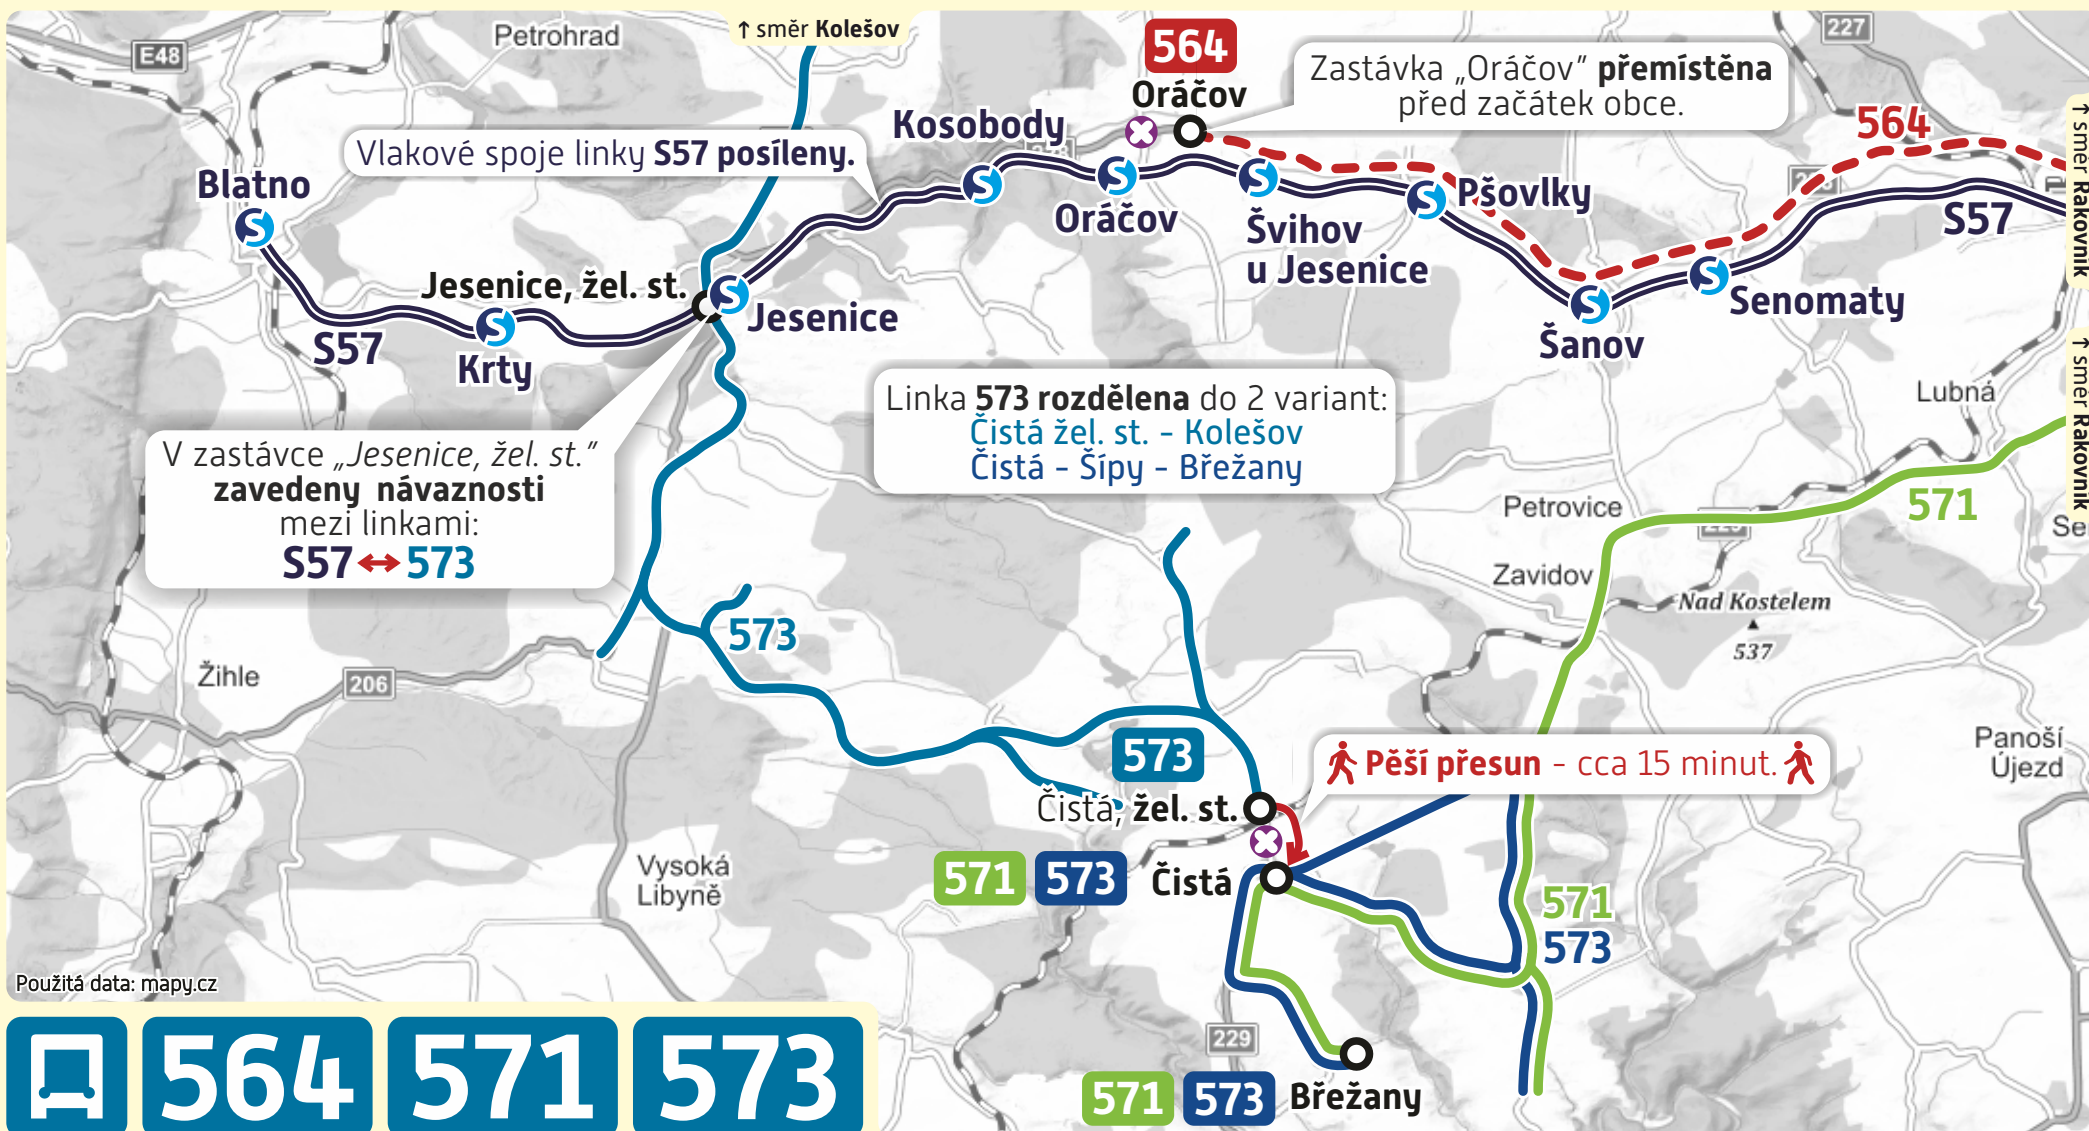 E48
Petrohrad
↑ směr Kolešov
564
Oráčov
Zastávka „Oráčov” přemístěna
před začátek obce.
227
564
↑ směr Rakovník
Vlakové spoje linky S57 posíleny.
Kosobody
Blatno
Oráčov
Švihov
u Jesenice
Pšovlky
S57
Jesenice, žel. st.
Jesenice
Senomaty
Šanov
S57
Krty
Linka 573 rozdělena do 2 variant:
Čistá žel. st. - Kolešov
Čistá - Šípy - Břežany
Lubná
↑ směr Rakovník
V zastávce „Jesenice, žel. st.”
zavedeny návaznosti
mezi linkami:
S57 ↔ 573
Petrovice
571
Se
Zavidov
Nad Kostelem
537
573
Žihle
206
Panoší
Újezd
573
Pěší přesun - cca 15 minut.
Čistá, žel. st.
Vysoká
Libyně
571 573 Čistá
571
573
Použitá data: mapy.cz
229
571 573 Břežany
564 571 573